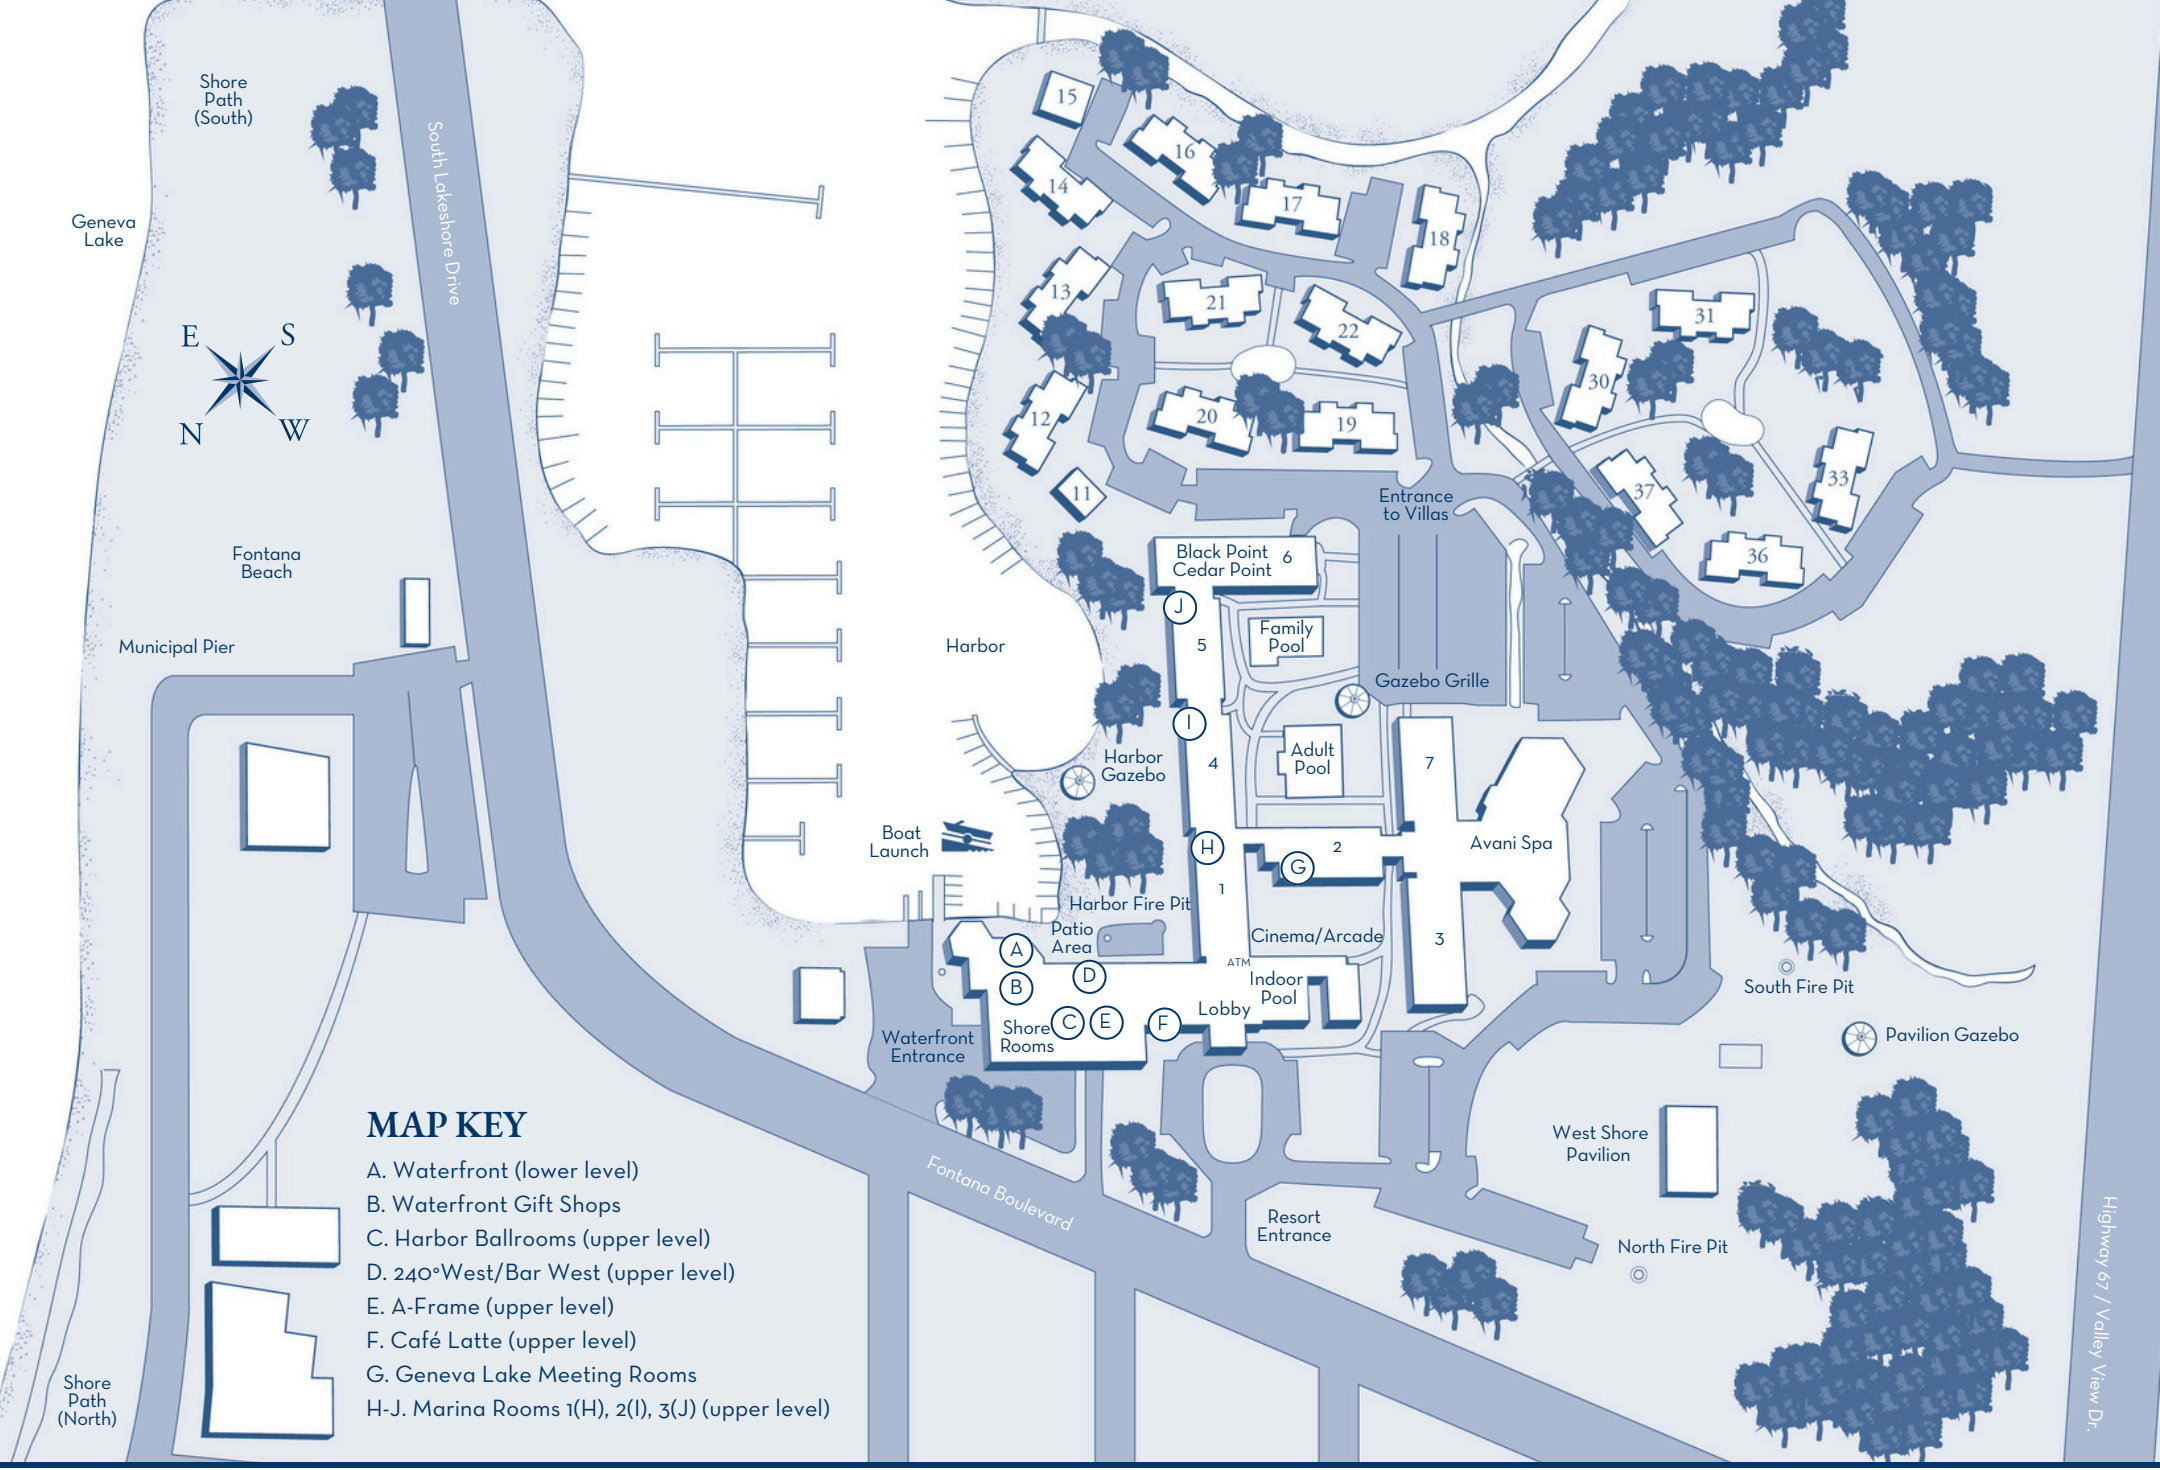 Shore
Path
(South)
South Lakeshore Drive
Geneva
Lake
E
S
N
W
Fontana
Beach
Municipal Pier
15
16
14
17
18
13
21
22
31
30
12
20
19
11
37
33
36
Entrance
to Villas
Black Point
Cedar Point
6
J
5
Family
Pool
Gazebo Grille
Harbor
I
Harbor
Gazebo
4
Adult
Pool
7
Boat
Launch
H
2
G
Avani Spa
1
Harbor Fire Pit
Patio
Area
Cinema/Arcade
3
A
B
D
ATM
Indoor
Pool
Lobby
Shore
Rooms
C
E
F
Waterfront
Entrance
South Fire Pit
Pavilion Gazebo
West Shore
Pavilion
Fontana Boulevard
Resort
Entrance
North Fire Pit
Highway 67 / Valley View Dr.
MAP KEY
A. Waterfront (lower level)
B. Waterfront Gift Shops
C. Harbor Ballrooms (upper level)
D. 240°West/Bar West (upper level)
E. A-Frame (upper level)
F. Café Latte (upper level)
G. Geneva Lake Meeting Rooms
H-J. Marina Rooms 1(H), 2(I), 3(J) (upper level)
Shore
Path
(North)